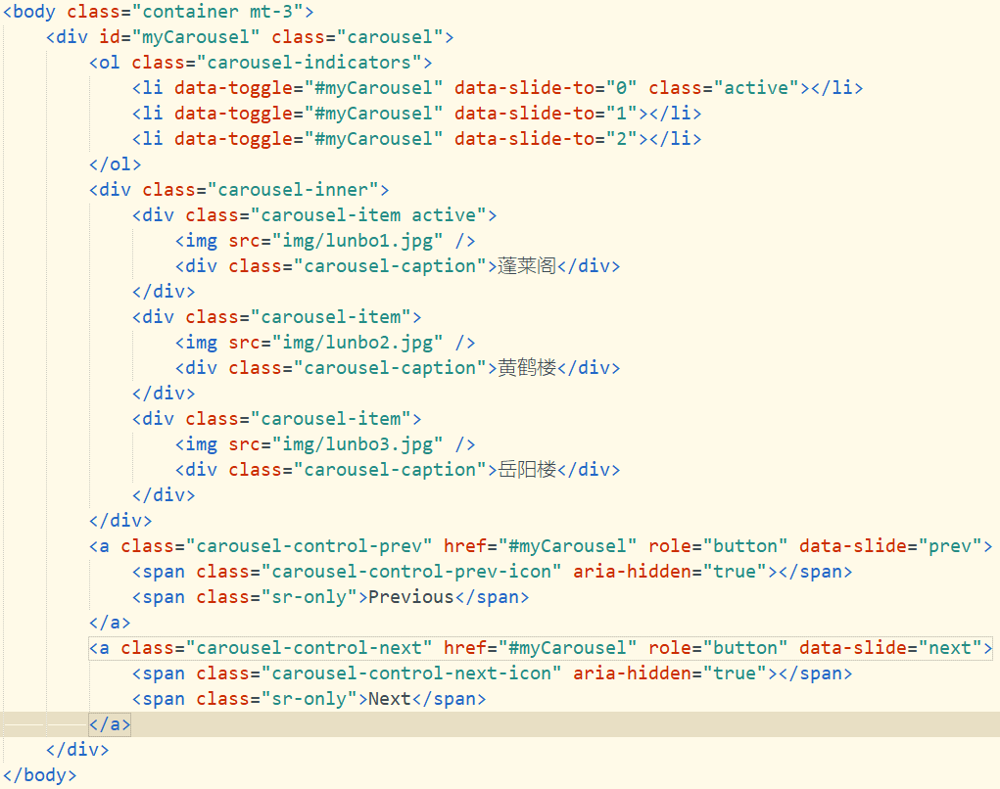 <body class="container mt-3">
<div id="myCarousel" class="carousel">
<ol class="carousel-indicators">
<li data-toggle="#myCarousel" data-slide-to="0" class="active"></li>
<li data-toggle="#myCarousel" data-slide-to="1"></li>
<li data-toggle="#myCarousel" data-slide-to="2"></li>
</ol>
<div class="carousel-inner">
<div class="carousel-item active">
<img src="img/lunbo1.jpg" />
<div class="carousel-caption">蓬莱阁</div>
</div>
<div class="carousel-item">
<img src="img/lunbo2.jpg" />
<div class="carousel-caption">黄鹤楼</div>
</div>
<div class="carousel-item">
<img src="img/lunbo3.jpg" />
<div class="carousel-caption">岳阳楼</div>
</div>
</div>
<a class="carousel-control-prev" href="#myCarousel" role="button" data-slide="prev">
<span class="carousel-control-prev-icon" aria-hidden="true"></span>
<span class="sr-only">Previous</span>
</a>
<a class="carousel-control-next" href="#myCarousel" role="button" data-slide="next">
<span class="carousel-control-next-icon" aria-hidden="true"></span>
<span class="sr-only">Next</span>
</a>
</div>
</body>